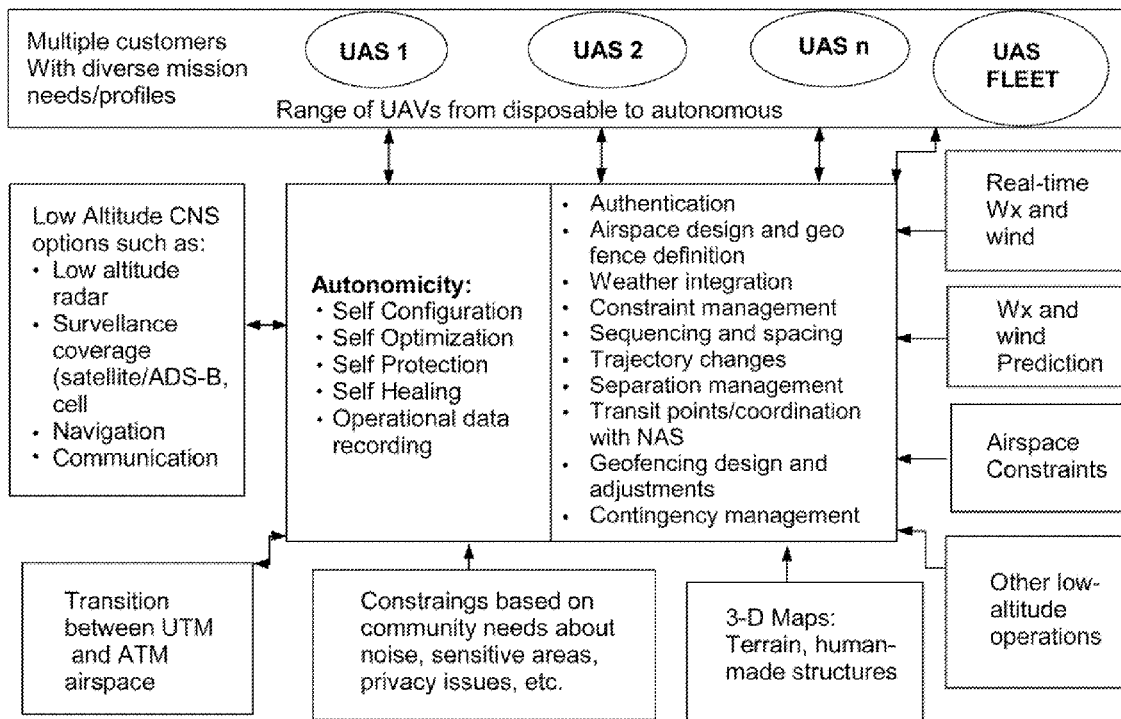 Multiple customers
With diverse mission
needs/profiles
UAS 1
UAS 2
UAS n
UAS
FLEET
Range of UAVs from disposable to autonomous
Low Altitude CNS
options such as:
• Low altitude
radar
• Survellance
coverage
(satellite/ADS-B,
cell
• Navigation
• Communication
Autonomicity:
• Self Configuration
• Self Optimization
• Self Protection
• Self Healing
• Operational data
recording
• Authentication
• Airspace design and geo
fence definition
• Weather integration
• Constraint management
• Sequencing and spacing
• Trajectory changes
• Separation management
• Transit points/coordination
with NAS
• Geofencing design and
adjustments
• Contingency management
Real-time
Wx and
wind
Wx and
wind
Prediction
Airspace
Constraints
Other low-
altitude
operations
Transition
between UTM
and ATM
airspace
Constraings based on
community needs about
noise, sensitive areas,
privacy issues, etc.
3-D Maps:
Terrain, human-
made structures